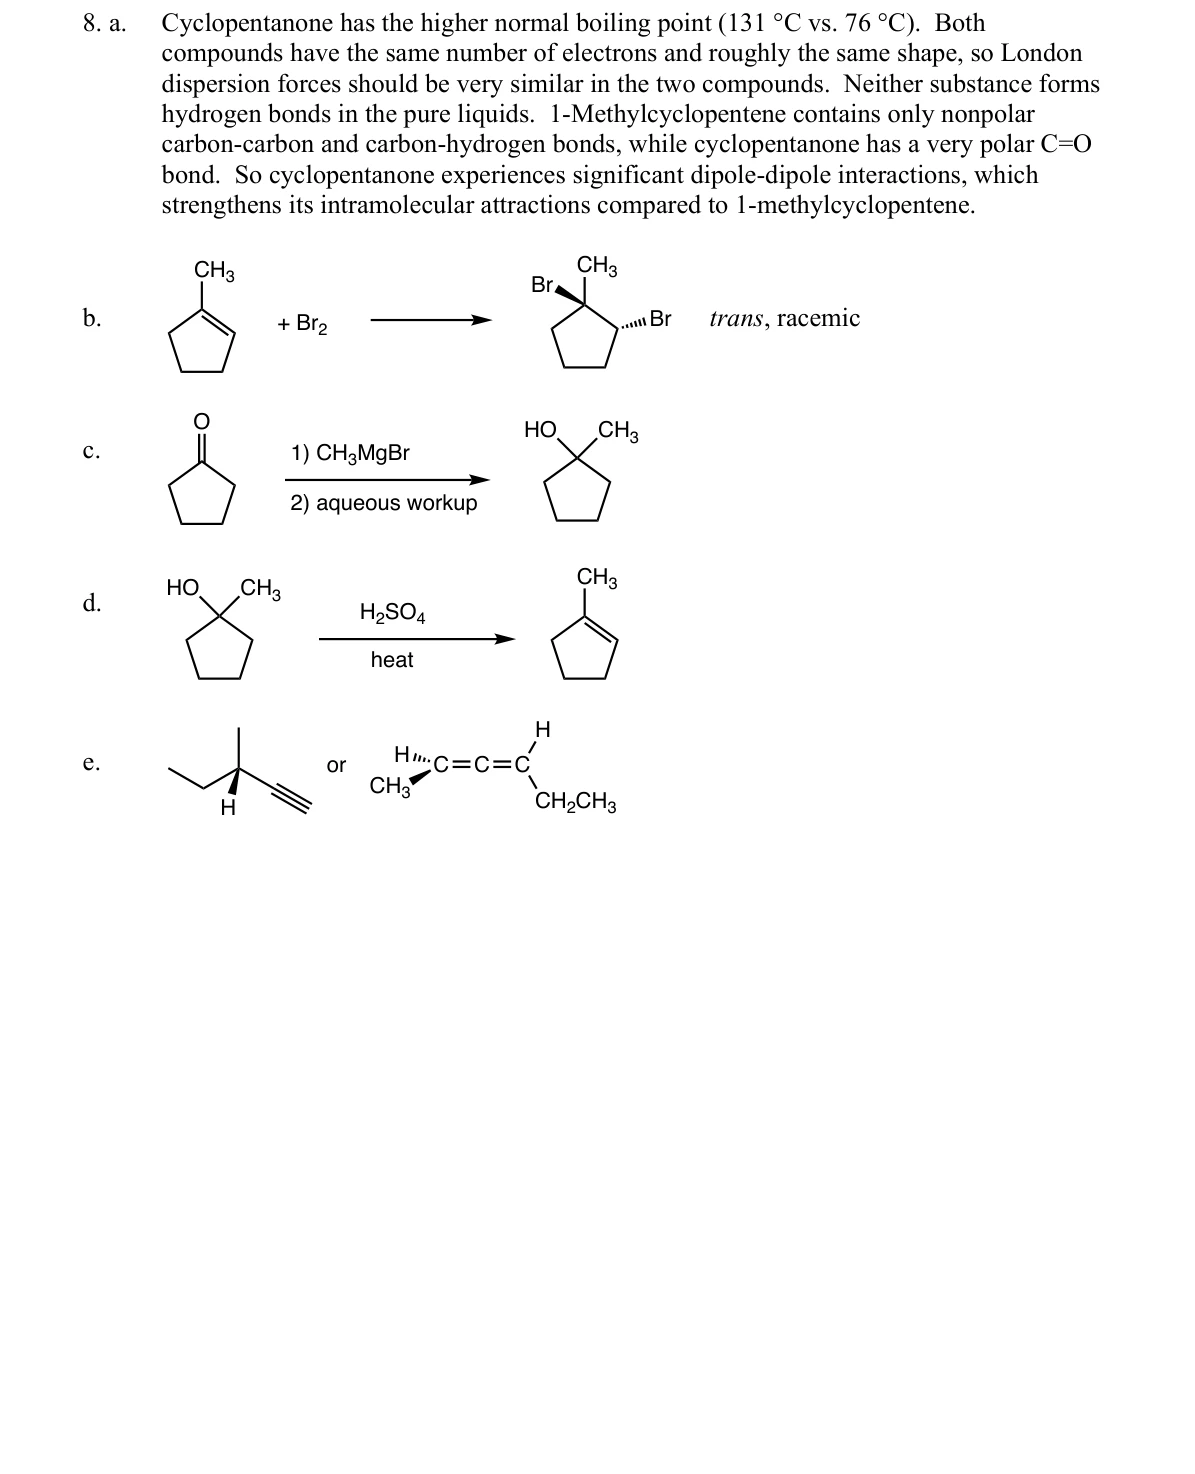 8. a. Cyclopentanone has the higher normal boiling point (131 °C vs. 76 °C). Both
compounds have the same number of electrons and roughly the same shape, so London
dispersion forces should be very similar in the two compounds. Neither substance forms
hydrogen bonds in the pure liquids. 1-Methylcyclopentene contains only nonpolar
carbon-carbon and carbon-hydrogen bonds, while cyclopentanone has a very polar C=O
bond. So cyclopentanone experiences significant dipole-dipole interactions, which
strengthens its intramolecular attractions compared to 1-methylcyclopentene.
CH₃ CH₃
Br
b. + Br₂ Br trans, racemic
O
HO CH₃
c. 1) CH₃MgBr
2) aqueous workup
CH₃
HO CH₃
d. H₂SO₄
heat
H
e. or H C=C=C
CH₃
H CH₂CH₃